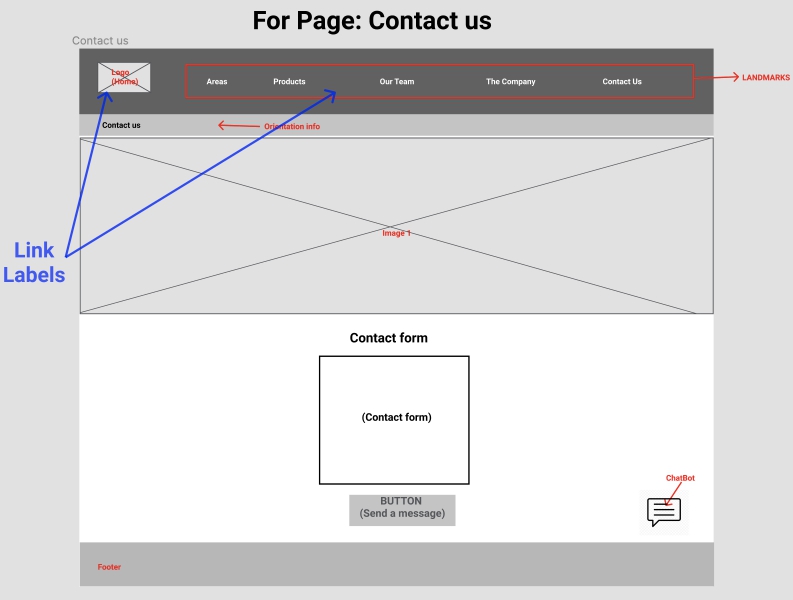 For Page: Contact us
Contact us
Logo
(Home)
Areas
Products
Our Team
The Company
Contact Us
LANDMARKS
Contact us
Orientation info
Image 1
Link
Labels
Contact form
(Contact form)
ChatBot
BUTTON
(Send a message)
Footer